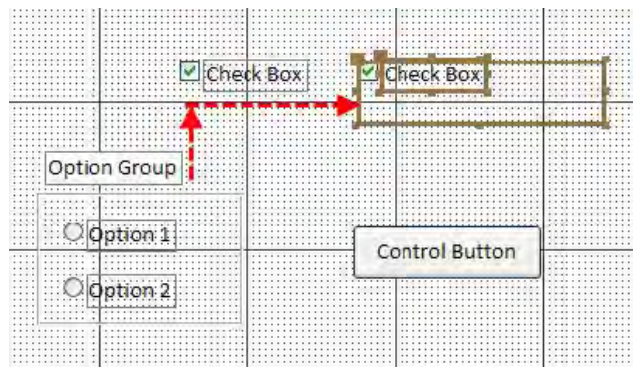 Check Box
Check Box
Option Group
Option 1
Control Button
Option 2